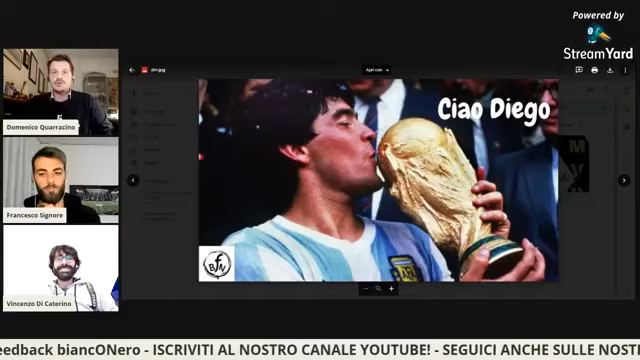 Powered by
StreamYard
dm.jpg
Apri con
Ciao Diego
Domenico Quarracino
Francesco Signore
Vincenzo Di Caterino
BfN
M
eedback biancONero - ISCRIVITI AL NOSTRO CANALE YOUTUBE! - SEGUICI ANCHE SULLE NOST